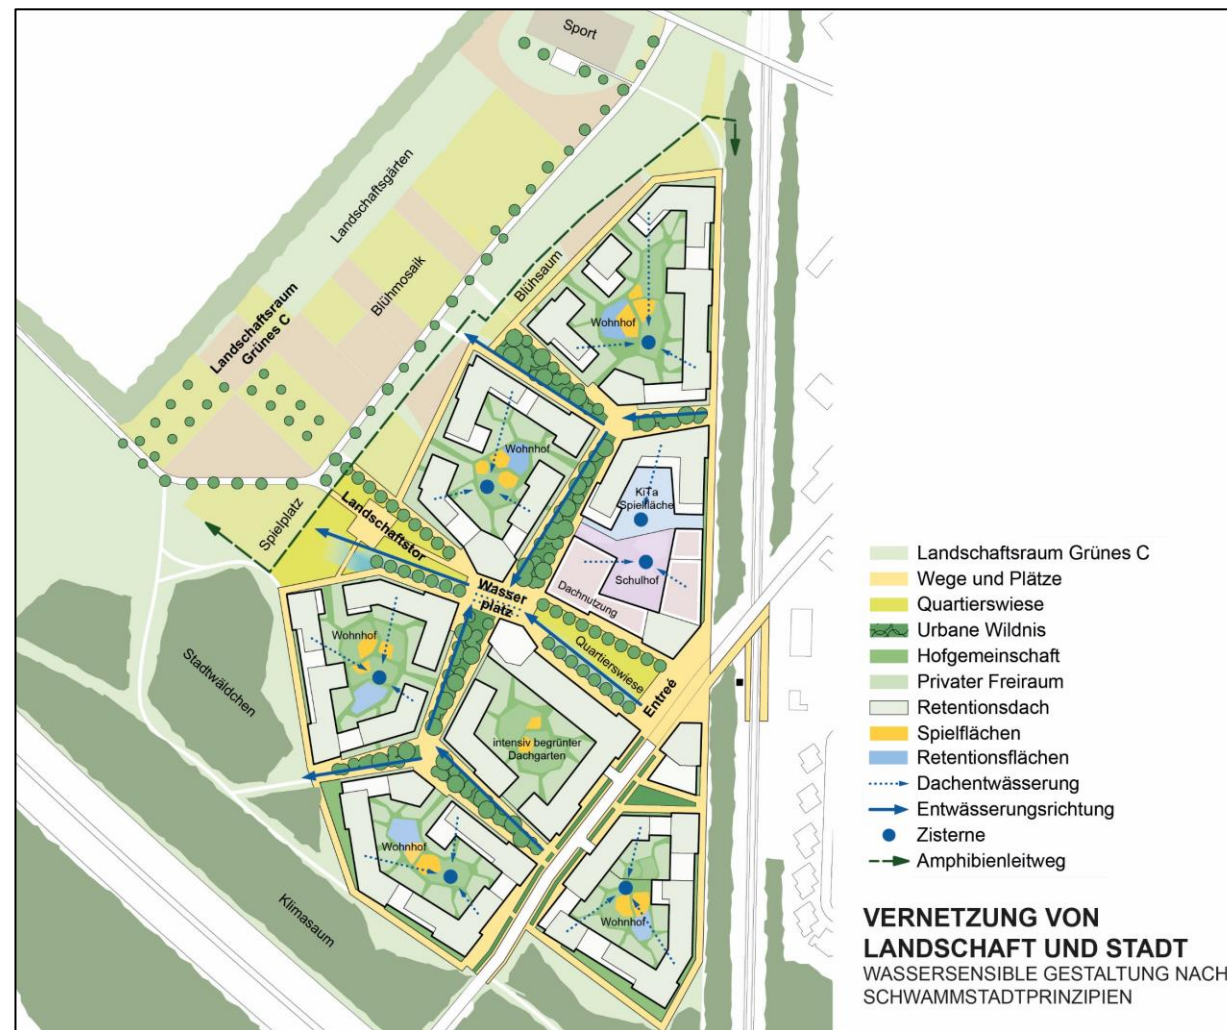 Sport
Landschaftsgärten
Blühmosaik
Blühsaum
Landschaftsraum
Grünes C
Wohnhof
Wohnhof
KiTa
Spielfläche
Schulhof
Dachnutzung
Landschaftstor
Spielplatz
Wasser
platz
Quartierswiese
Entreé
Wohnhof
Stadtwäldchen
intensiv begrünter
Dachgarten
Wohnhof
Wohnhof
Klimasaum
Landschaftsraum Grünes C
Wege und Plätze
Quartierswiese
Urbane Wildnis
Hofgemeinschaft
Privater Freiraum
Retentionsdach
Spielflächen
Retentionsflächen
Dachentwässerung
Entwässerungsrichtung
Zisterne
Amphibienleitweg
VERNETZUNG VON
LANDSCHAFT UND STADT
WASSERSENSIBLE GESTALTUNG NACH
SCHWAMMSTADTPRINZIPIEN